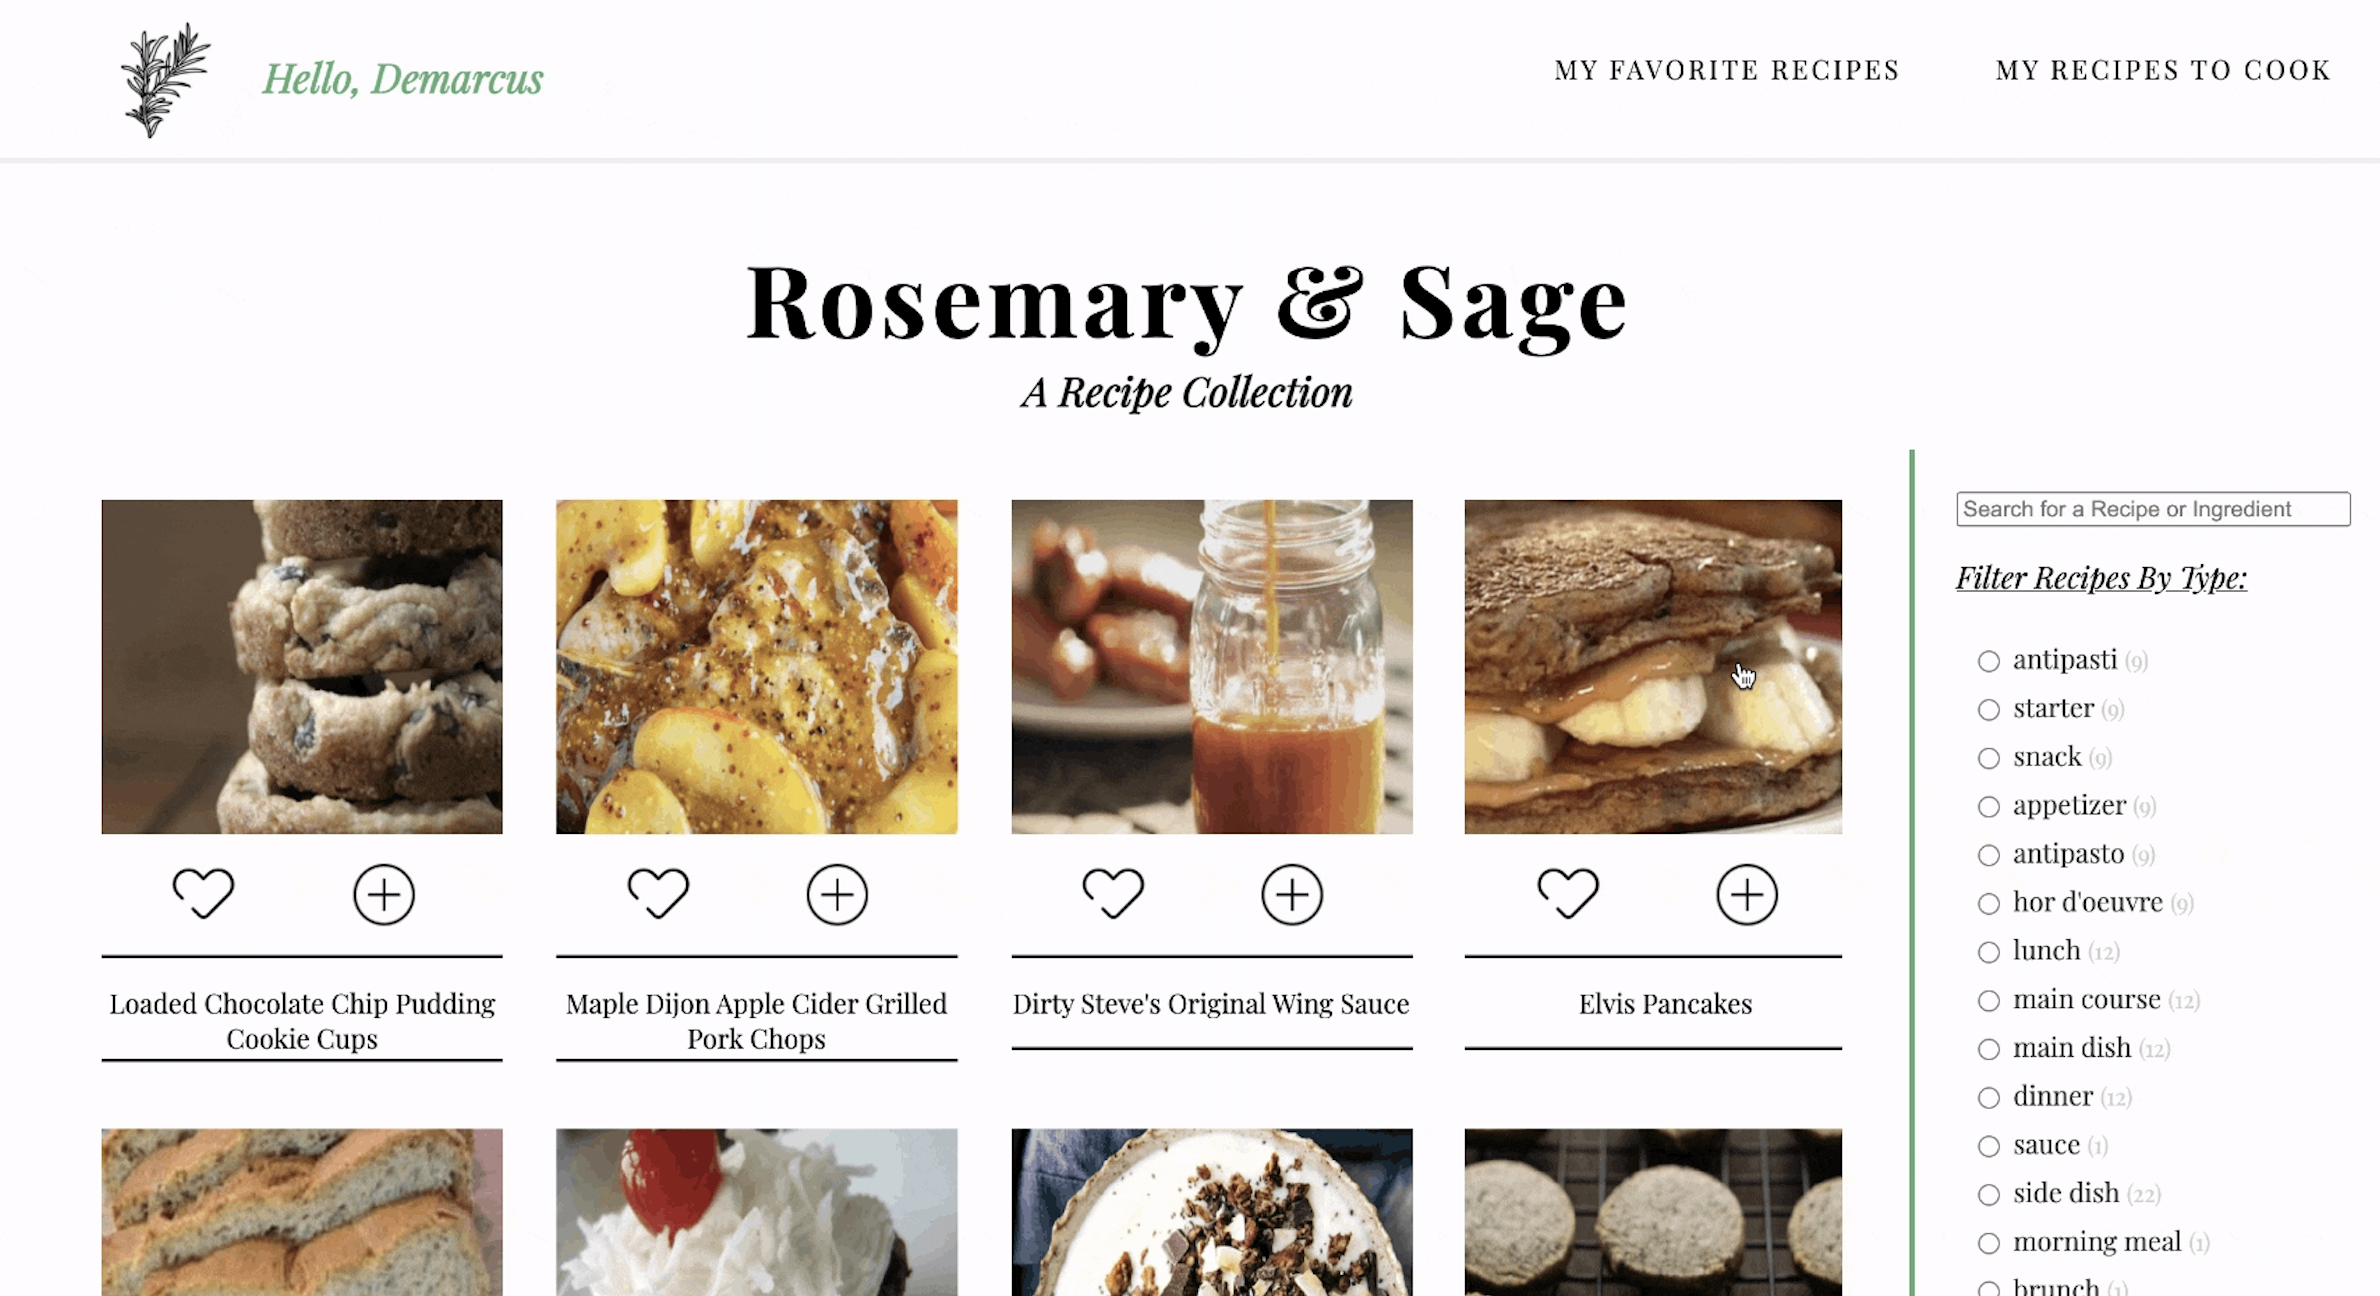 Hello, Demarcus
MY FAVORITE RECIPES
MY RECIPES TO COOK
Rosemary & Sage
A Recipe Collection
Loaded Chocolate Chip Pudding
Cookie Cups
Maple Dijon Apple Cider Grilled
Pork Chops
Dirty Steve's Original Wing Sauce
Elvis Pancakes
Search for a Recipe or Ingredient
Filter Recipes By Type:
antipasti (9)
starter (9)
snack (9)
appetizer (9)
antipasto (9)
hor d'oeuvre (9)
lunch (12)
main course (12)
main dish (12)
dinner (12)
sauce (1)
side dish (22)
morning meal (1)
brunch (1)